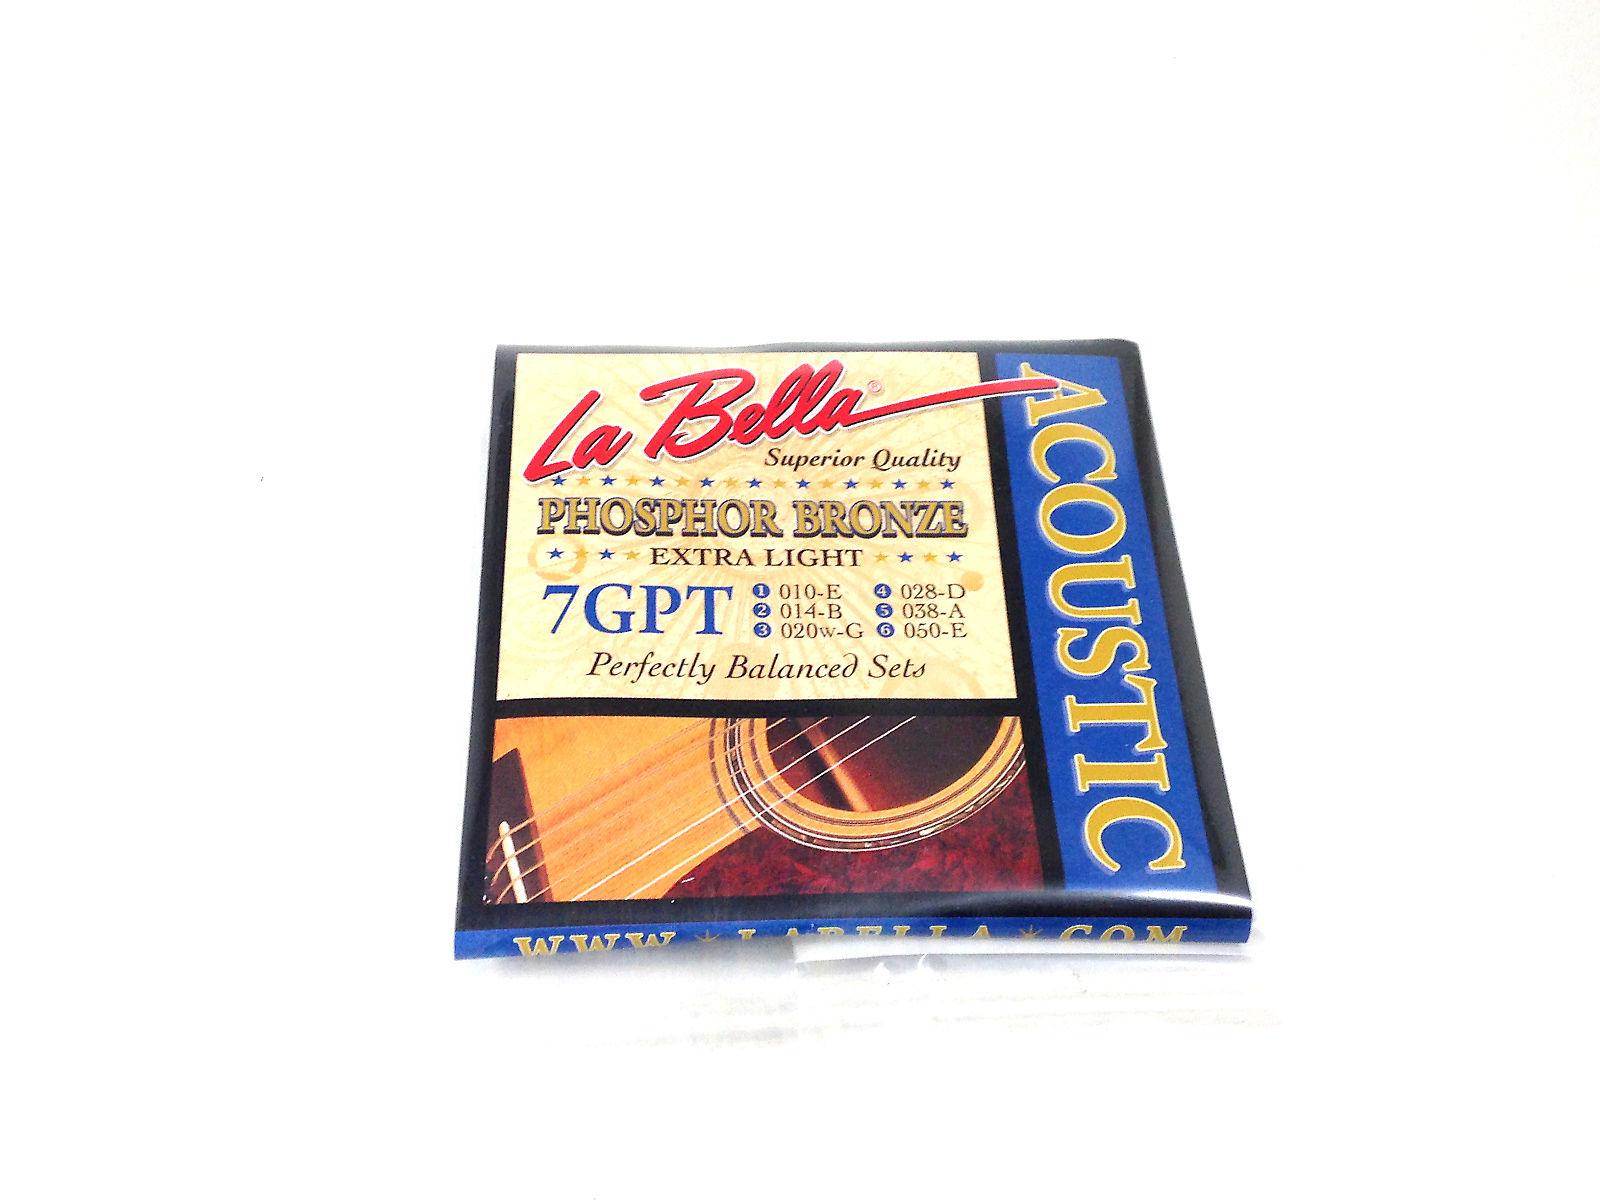 La Bella®
Superior Quality
PHOSPHOR BRONZE
EXTRA LIGHT
7GPT
1 010-E 4 028-D
2 014-B 5 038-A
3 020w-G 6 050-E
Perfectly Balanced Sets
ACOUSTIC
WWW * LABELLA * COM